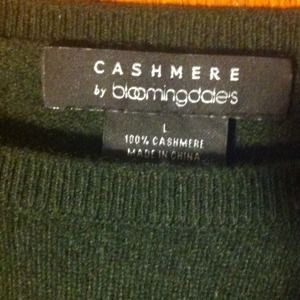 CASHMERE
by bloomingdale's
L
100% CASHMERE
MADE IN CHINA